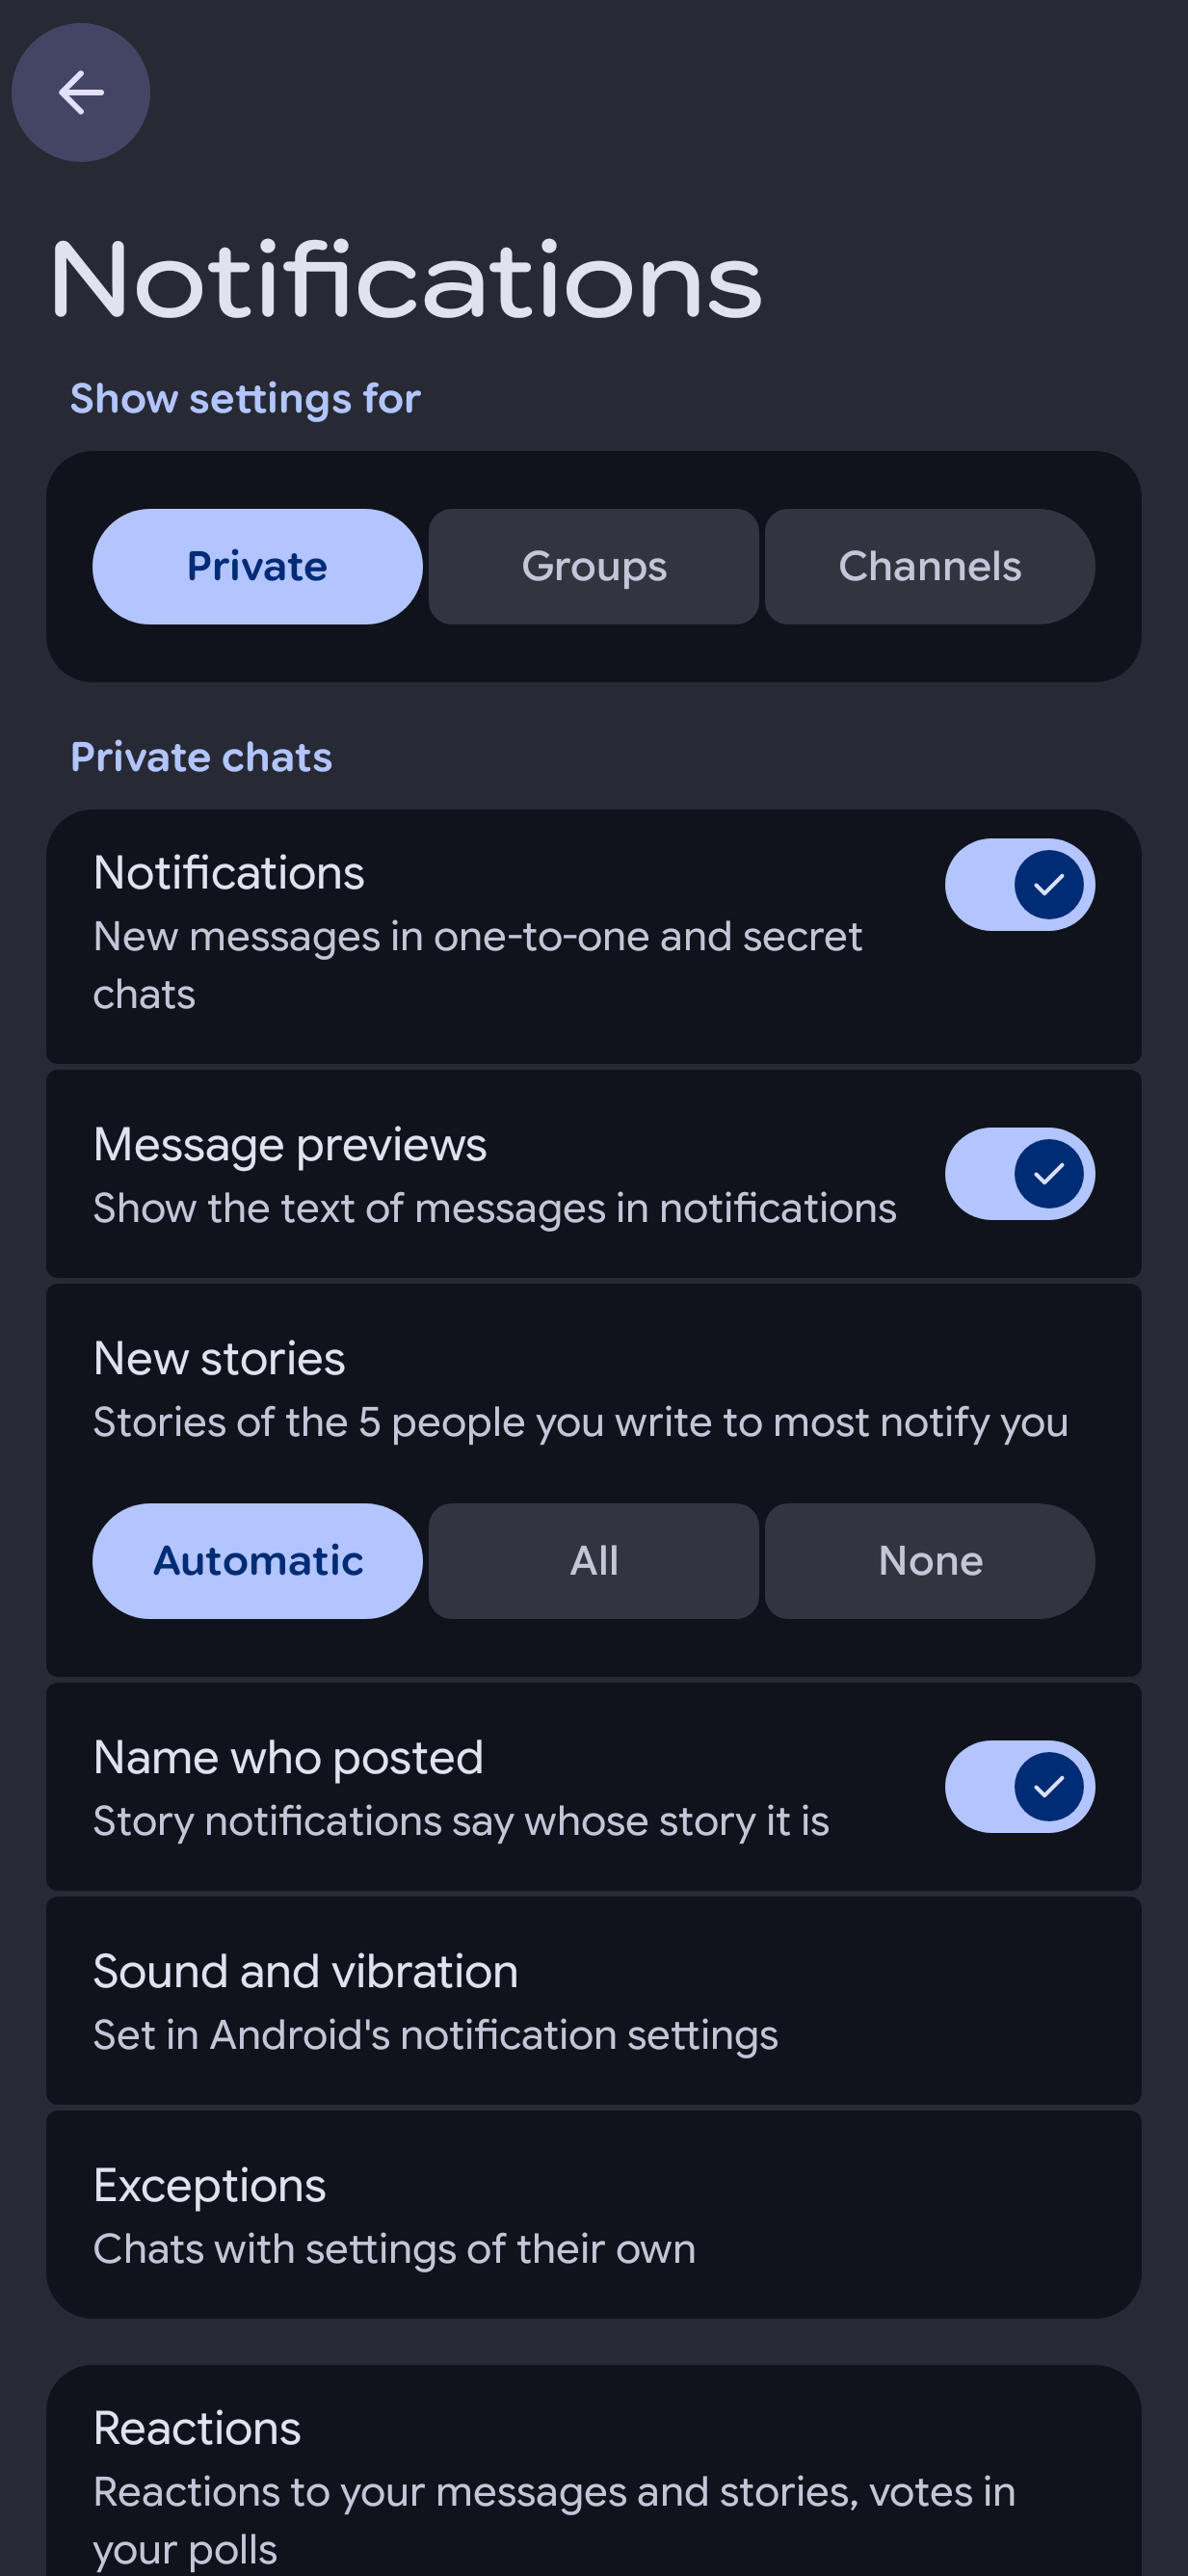 Notifications
Show settings for
Private
Groups
Channels
Private chats
Notifications
New messages in one-to-one and secret
chats
Message previews
Show the text of messages in notifications
New stories
Stories of the 5 people you write to most notify you
Automatic
All
None
Name who posted
Story notifications say whose story it is
Sound and vibration
Set in Android's notification settings
Exceptions
Chats with settings of their own
Reactions
Reactions to your messages and stories, votes in
your polls